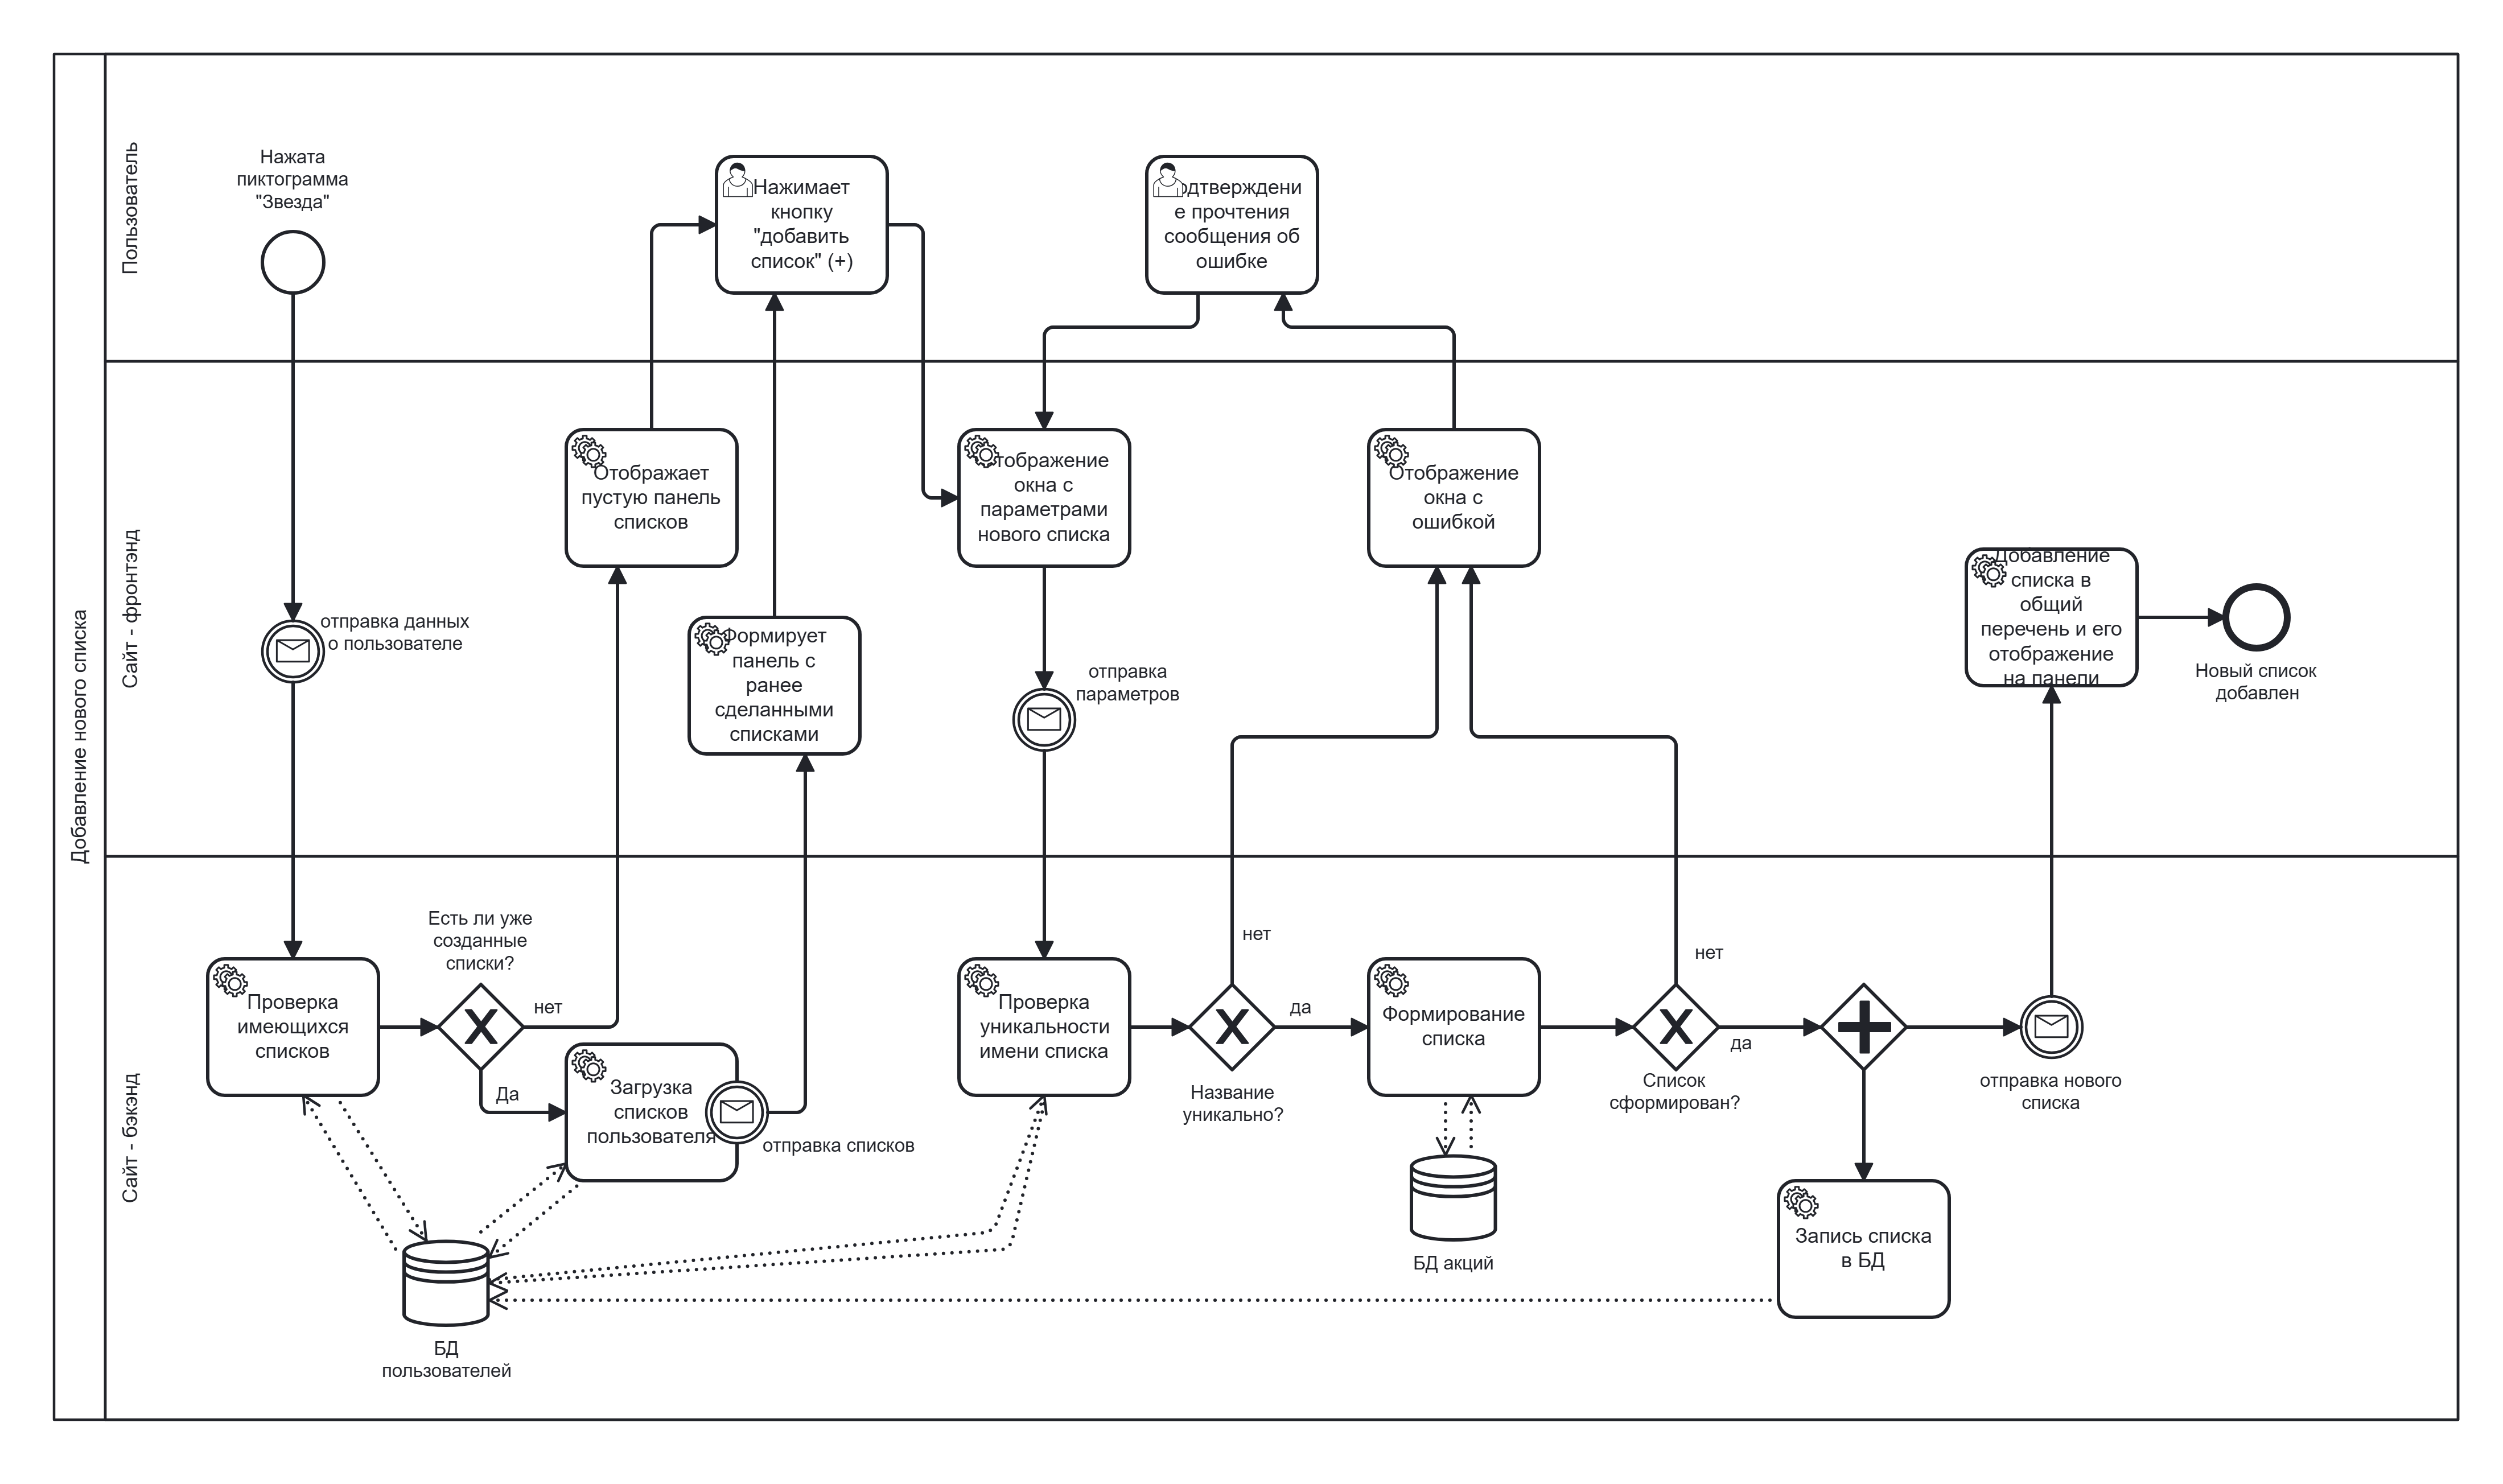 Добавление нового списка
Пользователь
Нажата
пиктограмма
"Звезда"
Нажимает
кнопку
"добавить
список" (+)
одтверждени
е прочтения
сообщения об
ошибке
Сайт - фронтэнд
отправка данных
о пользователе
Отображает
пустую панель
списков
Формирует
панель с
ранее
сделанными
списками
тображение
окна с
параметрами
нового списка
отправка
параметров
Отображение
окна с
ошибкой
Добавление
списка в
общий
перечень и его
отображение
на панели
Новый список
добавлен
Сайт - бэкэнд
Проверка
имеющихся
списков
Есть ли уже
созданные
списки?
нет
Да
Загрузка
списков
пользователя
отправка списков
БД
пользователей
Проверка
уникальности
имени списка
Название
уникально?
нет
да
Формирование
списка
БД акций
Список
сформирован?
нет
да
Запись списка
в БД
отправка нового
списка